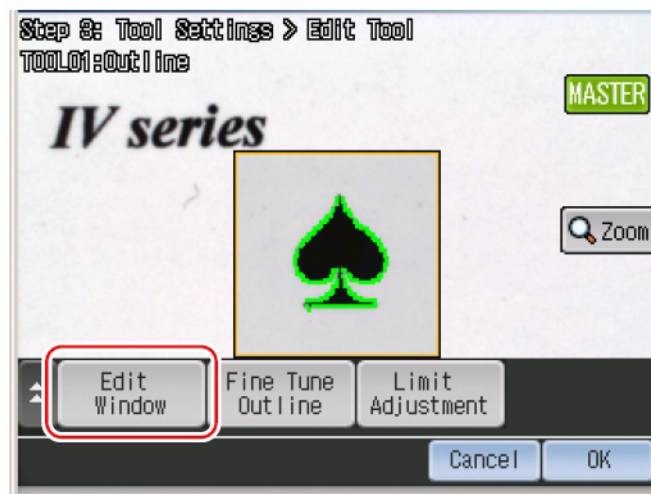 Step 3: Tool Settings > Edit Tool
TOOL01:Outline
MASTER
IV series
Zoom
Edit
Window
Fine Tune
Outline
Limit
Adjustment
Cancel
OK